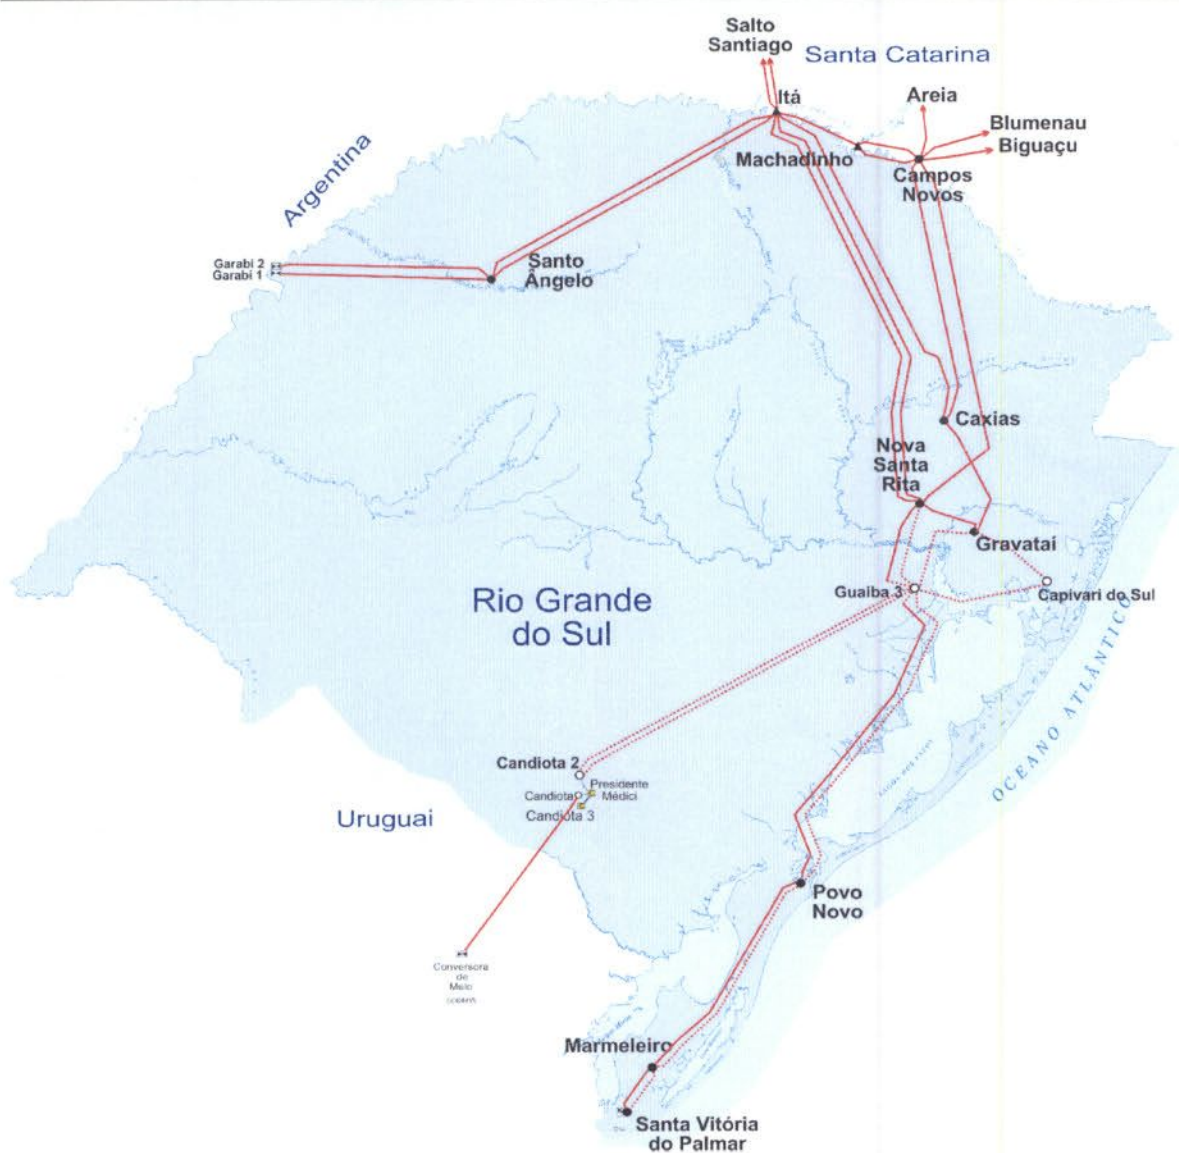 Salto
Santiago
Santa Catarina
Itá
Areia
Blumenau
Biguaçu
Machadinho
Campos
Novos
Argentina
Garabi 2
Garabi 1
Santo
Ângelo
Caxias
Nova
Santa
Rita
Gravatai
Guaiba 3
Capivari do Sul
Rio Grande
do Sul
OCEANO ATLÂNTICO
Candiota 2
Presidente
Médici
Candiota
Candiota 3
Uruguai
Povo
Novo
Conversora
de
Melo
Marmeleiro
Santa Vitória
do Palmar